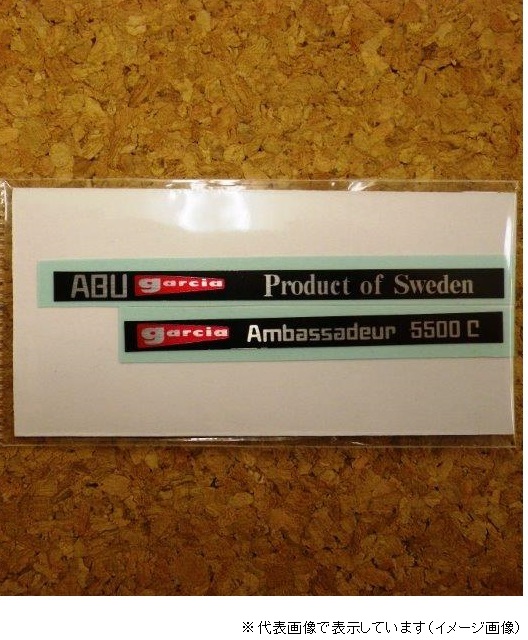 ABU garcia Product of Sweden
garcia Ambassadeur 5500 C
※代表画像で表示しています(イメージ画像)